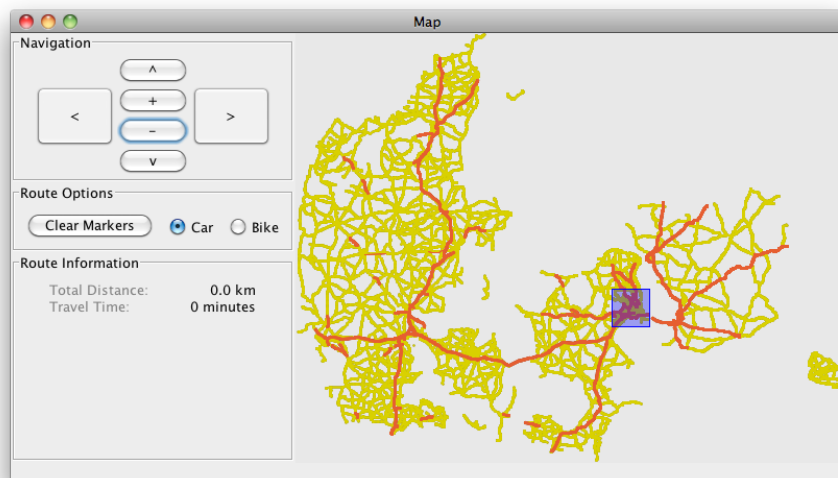 Map
Navigation
^
+
< >
-
v
Route Options
Clear Markers Car Bike
Route Information
Total Distance: 0.0 km
Travel Time: 0 minutes